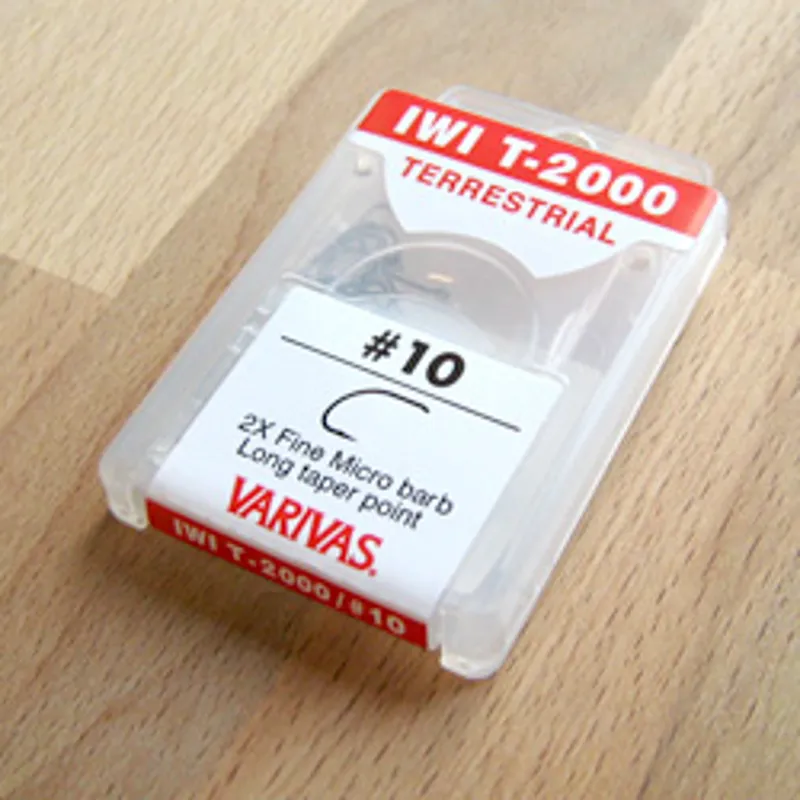 IWI T-2000
TERRESTRIAL
#10
2X Fine Micro barb
Long taper point
VARIVAS.
IWI T-2000/#10